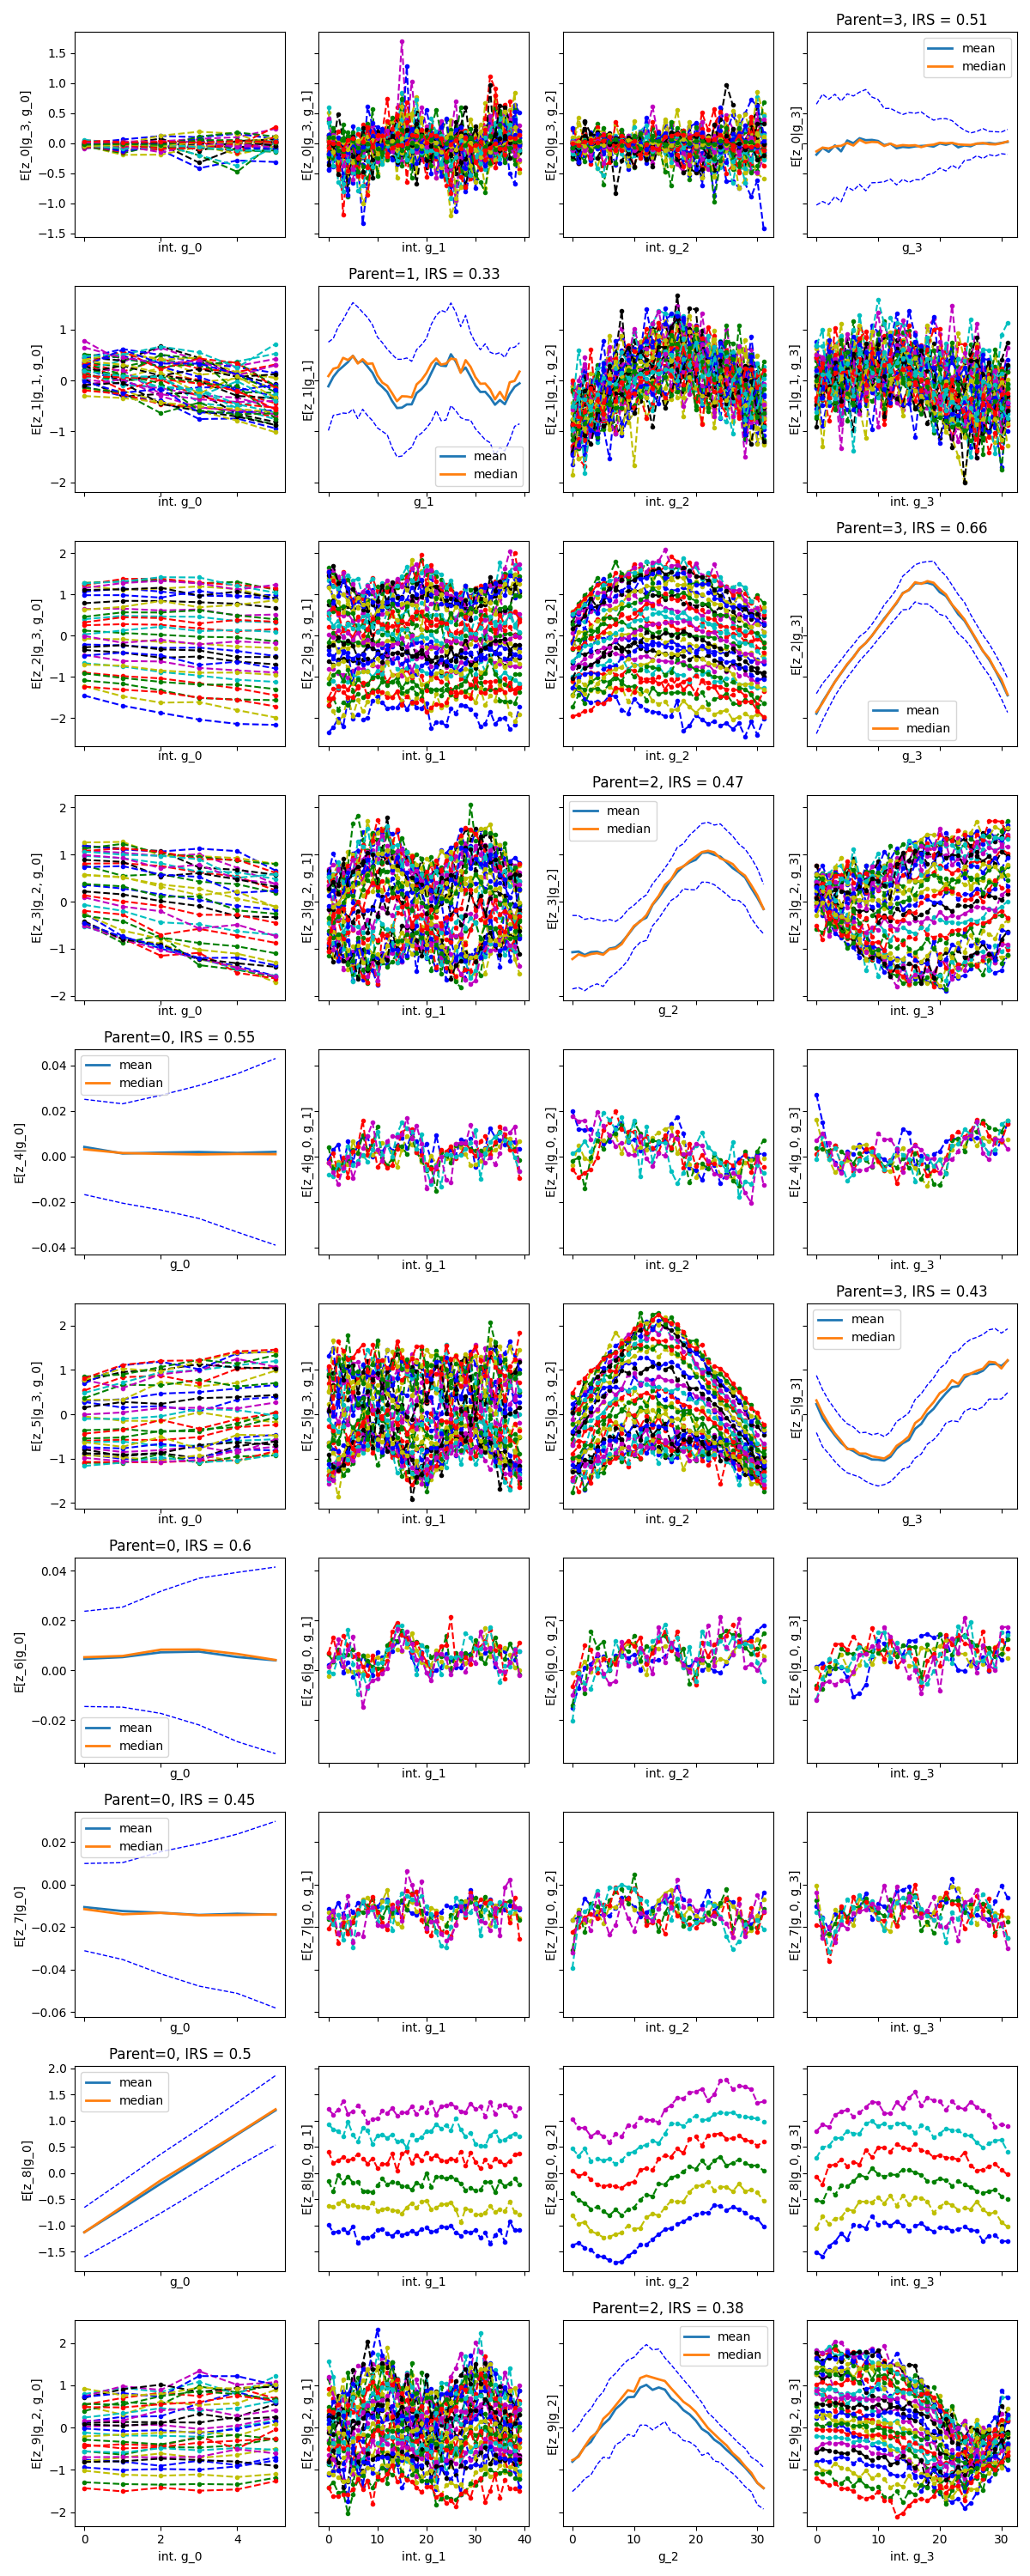 Parent=3, IRS = 0.51
E[z_0|g_3, g_0]
1.5
1.0
0.5
0.0
−0.5
−1.0
−1.5
int. g_0
E[z_0|g_3, g_1]
int. g_1
E[z_0|g_3, g_2]
int. g_2
E[z_0|g_3]
mean
median
g_3
Parent=1, IRS = 0.33
E[z_1|g_1, g_0]
1
0
−1
−2
int. g_0
E[z_1|g_1]
mean
median
g_1
E[z_1|g_1, g_2]
int. g_2
E[z_1|g_1, g_3]
int. g_3
Parent=3, IRS = 0.66
E[z_2|g_3, g_0]
2
1
0
−1
−2
int. g_0
E[z_2|g_3, g_1]
int. g_1
E[z_2|g_3, g_2]
int. g_2
E[z_2|g_3]
mean
median
g_3
Parent=2, IRS = 0.47
E[z_3|g_2, g_0]
2
1
0
−1
−2
int. g_0
E[z_3|g_2, g_1]
int. g_1
E[z_3|g_2]
mean
median
g_2
E[z_3|g_2, g_3]
int. g_3
Parent=0, IRS = 0.55
E[z_4|g_0]
0.04
0.02
0.00
−0.02
−0.04
mean
median
g_0
E[z_4|g_0, g_1]
int. g_1
E[z_4|g_0, g_2]
int. g_2
E[z_4|g_0, g_3]
int. g_3
Parent=3, IRS = 0.43
E[z_5|g_3, g_0]
2
1
0
−1
−2
int. g_0
E[z_5|g_3, g_1]
int. g_1
E[z_5|g_3, g_2]
int. g_2
E[z_5|g_3]
mean
median
g_3
Parent=0, IRS = 0.6
E[z_6|g_0]
0.04
0.02
0.00
−0.02
mean
median
g_0
E[z_6|g_0, g_1]
int. g_1
E[z_6|g_0, g_2]
int. g_2
E[z_6|g_0, g_3]
int. g_3
Parent=0, IRS = 0.45
E[z_7|g_0]
0.02
0.00
−0.02
−0.04
−0.06
mean
median
g_0
E[z_7|g_0, g_1]
int. g_1
E[z_7|g_0, g_2]
int. g_2
E[z_7|g_0, g_3]
int. g_3
Parent=0, IRS = 0.5
E[z_8|g_0]
2.0
1.5
1.0
0.5
0.0
−0.5
−1.0
−1.5
mean
median
g_0
E[z_8|g_0, g_1]
int. g_1
E[z_8|g_0, g_2]
int. g_2
E[z_8|g_0, g_3]
int. g_3
Parent=2, IRS = 0.38
E[z_9|g_2, g_0]
2
1
0
−1
−2
0 2 4
int. g_0
E[z_9|g_2, g_1]
0 10 20 30 40
int. g_1
E[z_9|g_2]
mean
median
0 10 20 30
g_2
E[z_9|g_2, g_3]
0 10 20 30
int. g_3